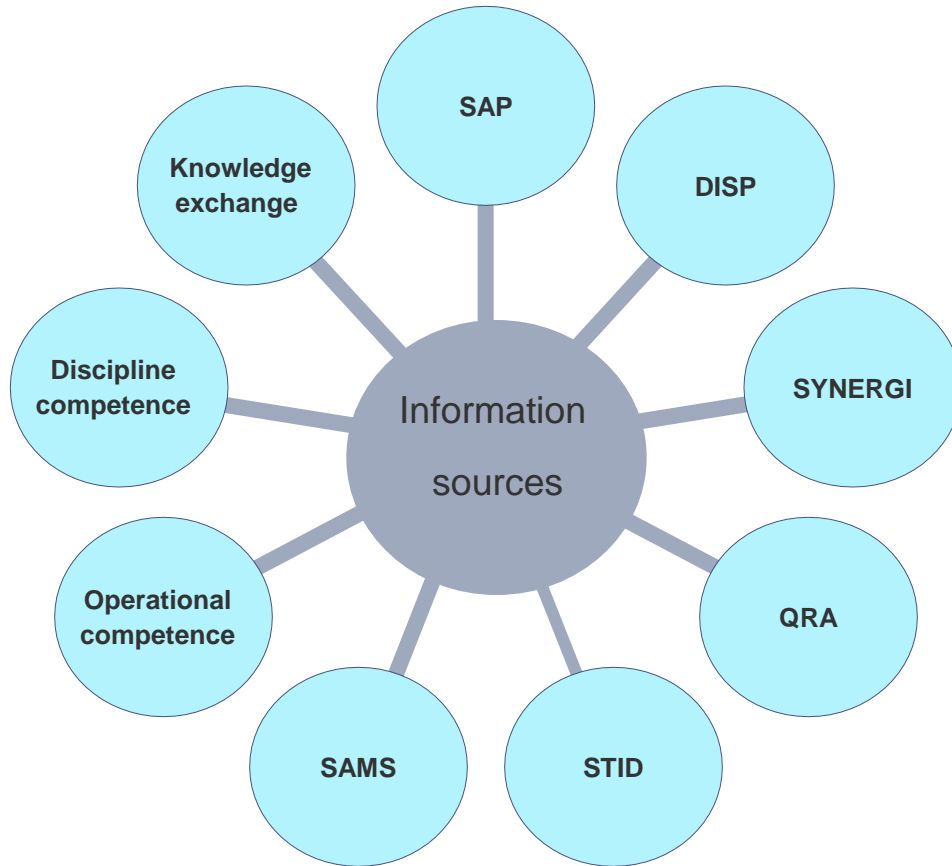 SAP
DISP
SYNERGI
QRA
STID
SAMS
Operational
competence
Discipline
competence
Knowledge
exchange
Information
sources